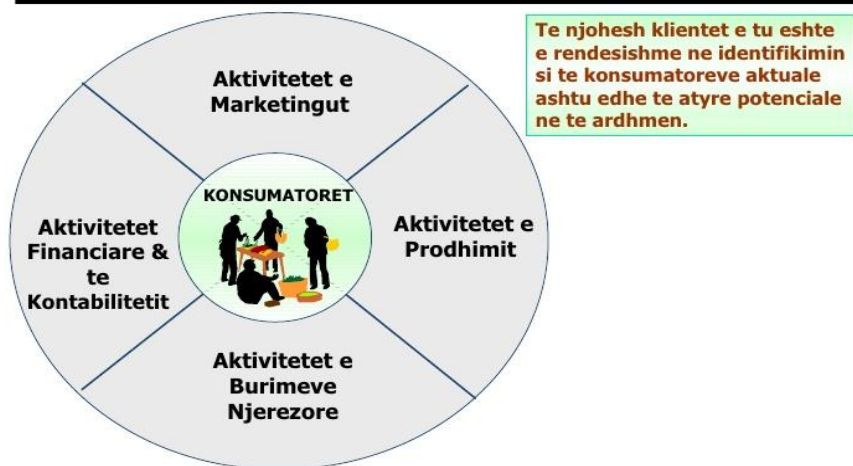 Aktivitetet e
Marketingut
Te njohesh klientet e tu eshte
e rendesishme ne identifikimin
si te konsumatoreve aktuale
ashtu edhe te atyre potenciale
ne te ardhmen.
KONSUMATORET
Aktivitetet
Financiare &
te
Kontabilitetit
Aktivitetet e
Prodhimit
Aktivitetet e
Burimeve
Njerezore